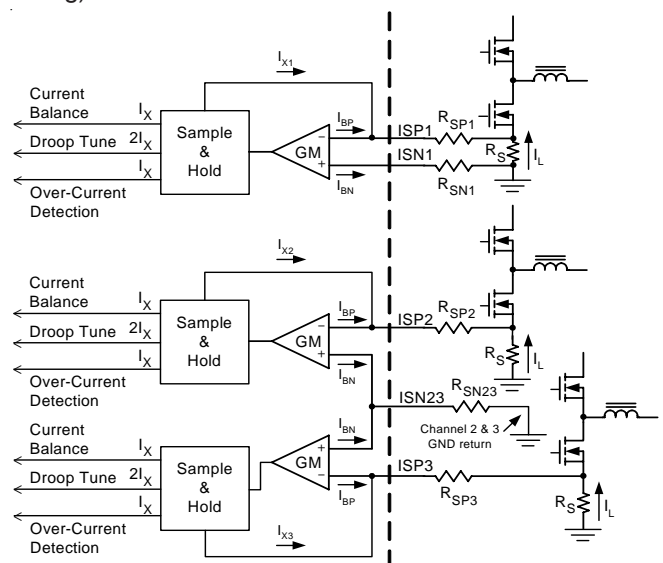 Current
Balance
I_X
Droop Tune 2I_X
I_X
Over-Current
Detection
Sample
&
Hold
I_X1
GM
−
+
I_BP
I_BN
ISP1
ISN1
R_SP1
R_SN1
R_S
I_L
Current
Balance
I_X
Droop Tune 2I_X
I_X
Over-Current
Detection
Sample
&
Hold
I_X2
GM
−
+
I_BP
I_BN
ISP2
R_SP2
R_S
I_L
ISN23
R_SN23
Channel 2 & 3
GND return
Current
Balance
I_X
Droop Tune 2I_X
I_X
Over-Current
Detection
Sample
&
Hold
I_X3
GM
+
−
I_BN
I_BP
ISP3
R_SP3
R_S
I_L